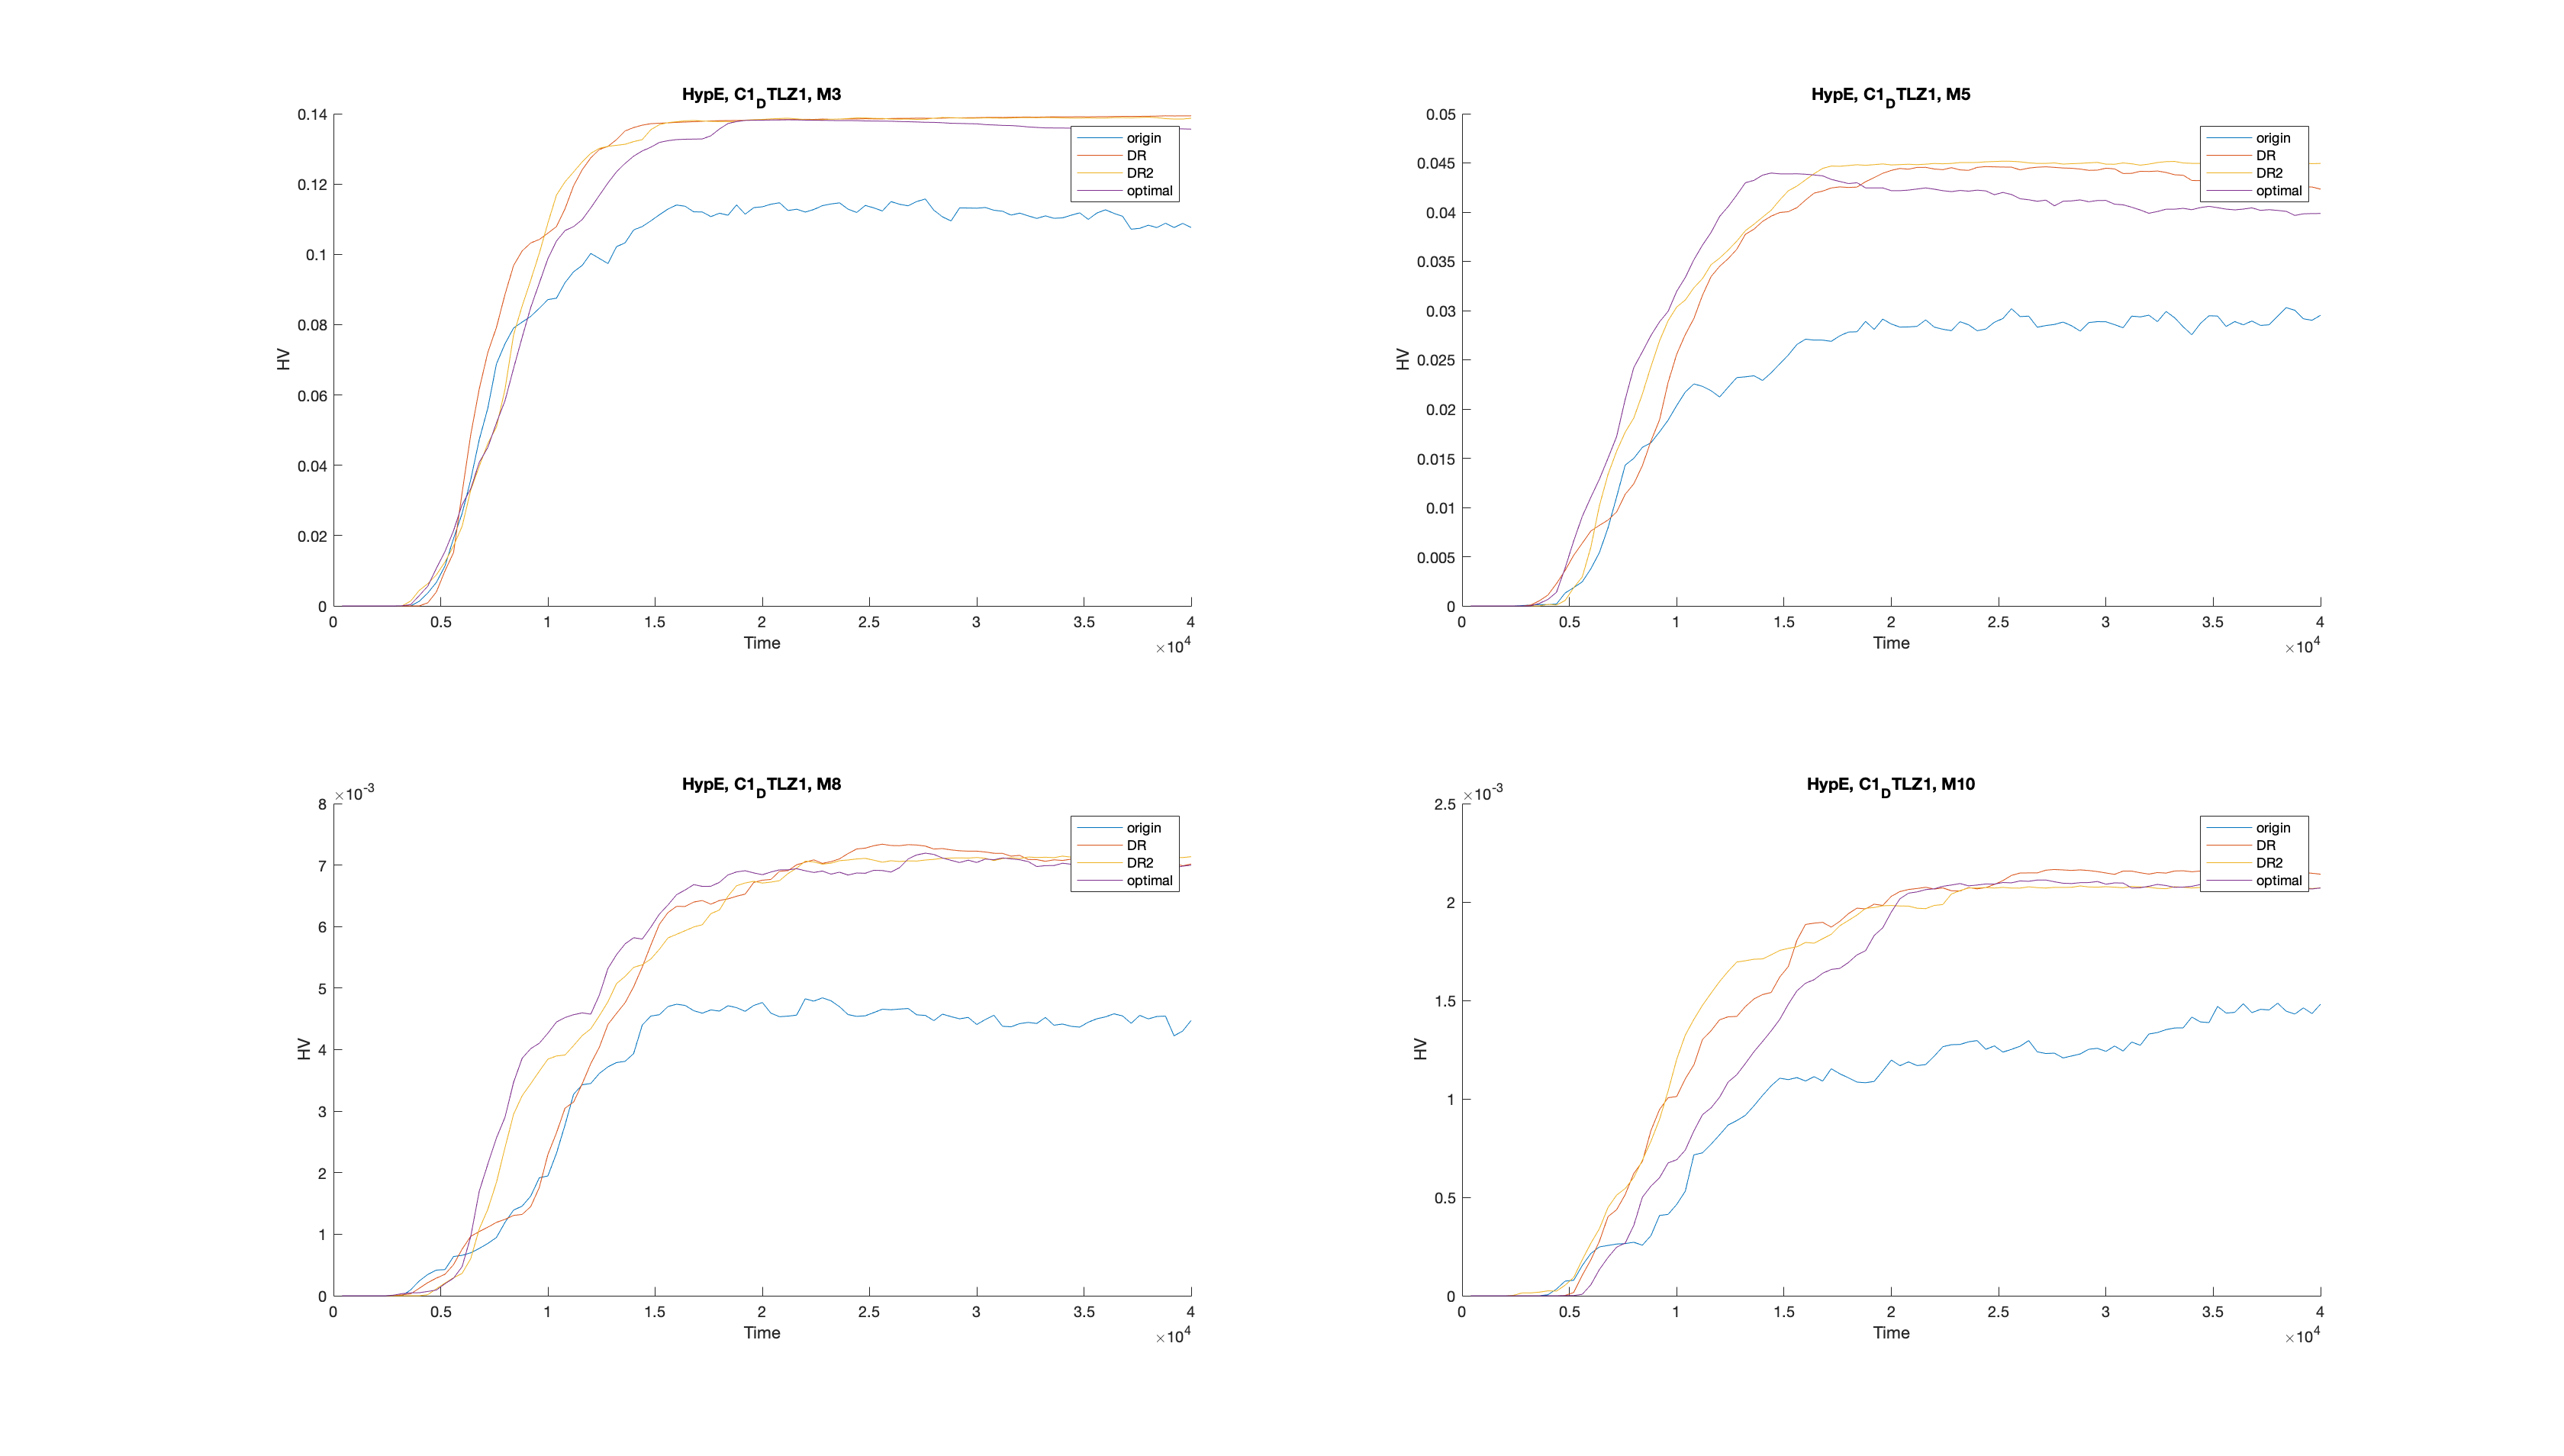 HypE, C1_DTLZ1, M3
0.14
0.12
0.1
0.08
0.06
0.04
0.02
0
HV
0 0.5 1 1.5 2 2.5 3 3.5 4
Time
×10^4
origin
DR
DR2
optimal
HypE, C1_DTLZ1, M5
0.05
0.045
0.04
0.035
0.03
0.025
0.02
0.015
0.01
0.005
0
HV
0 0.5 1 1.5 2 2.5 3 3.5 4
Time
×10^4
origin
DR
DR2
optimal
HypE, C1_DTLZ1, M8
×10^-3
8
7
6
5
4
3
2
1
0
HV
0 0.5 1 1.5 2 2.5 3 3.5 4
Time
×10^4
origin
DR
DR2
optimal
HypE, C1_DTLZ1, M10
×10^-3
2.5
2
1.5
1
0.5
0
HV
0 0.5 1 1.5 2 2.5 3 3.5 4
Time
×10^4
origin
DR
DR2
optimal